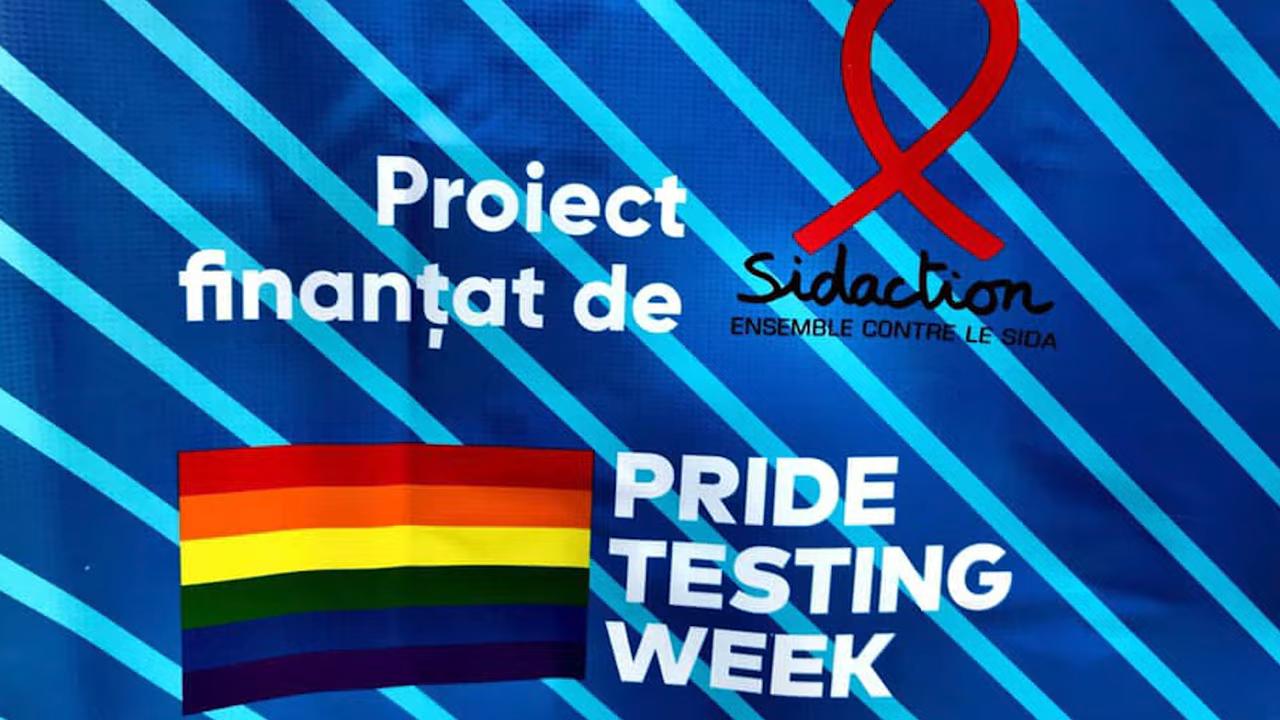 Proiect
finanțat de
Sidaction
ENSEMBLE CONTRE LE SIDA
PRIDE
TESTING
WEEK